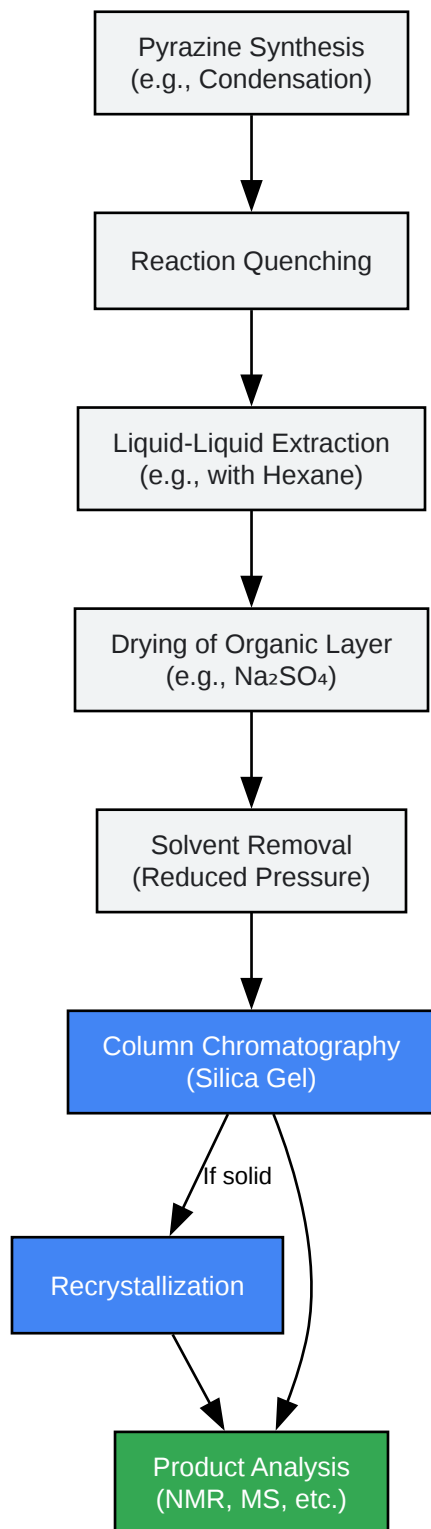 Pyrazine Synthesis
(e.g., Condensation)
Reaction Quenching
Liquid-Liquid Extraction
(e.g., with Hexane)
Drying of Organic Layer
(e.g., Na₂SO₄)
Solvent Removal
(Reduced Pressure)
Column Chromatography
(Silica Gel)
If solid
Recrystallization
Product Analysis
(NMR, MS, etc.)